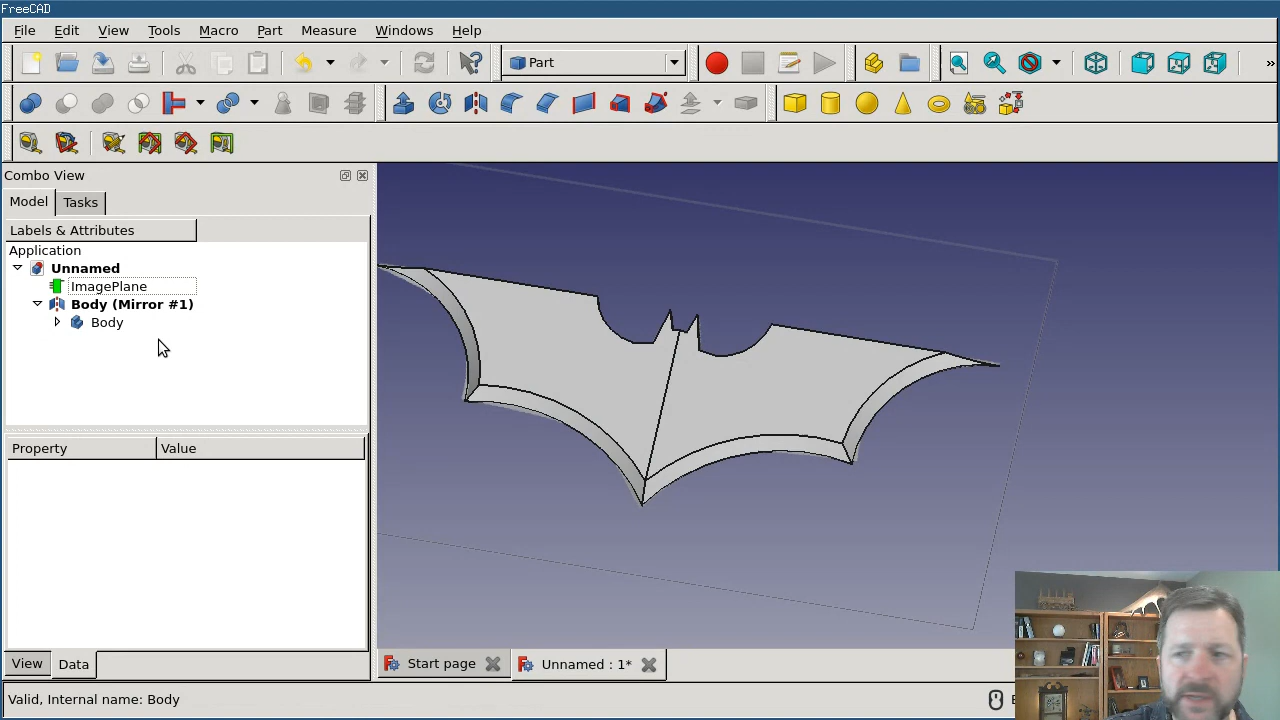 FreeCAD
File Edit View Tools Macro Part Measure Windows Help
Part
»
Combo View
Model Tasks
Labels & Attributes
Application
Unnamed
ImagePlane
Body (Mirror #1)
Body
Property Value
View Data
Start page Unnamed : 1*
Valid, Internal name: Body